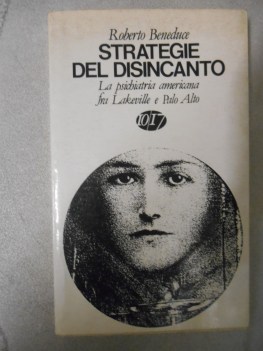 Roberto Beneduce
STRATEGIE
DEL DISINCANTO
La psichiatria americana
fra Lakeville e Palo Alto
10/17